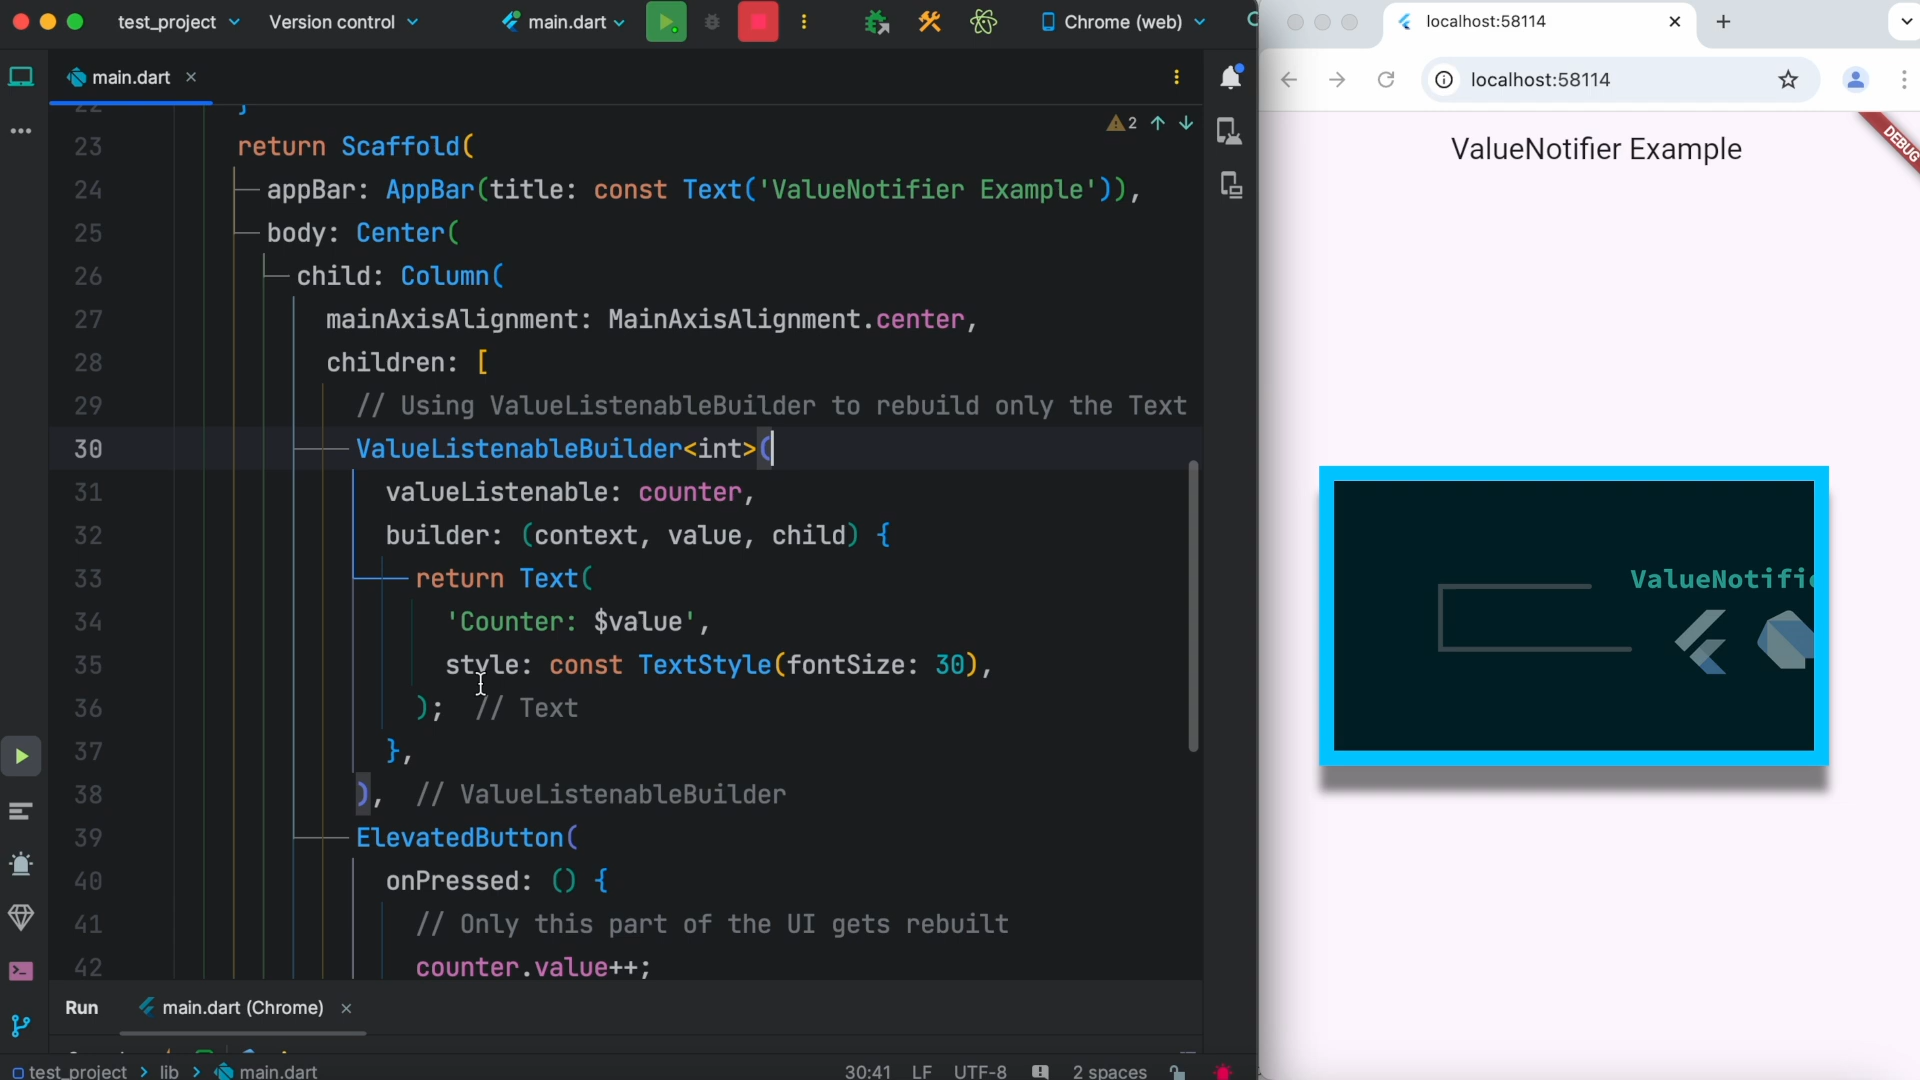 test_project
Version control
main.dart
Chrome (web)
localhost:58114
main.dart
localhost:58114
2
22 }
23 return Scaffold(
24 appBar: AppBar(title: const Text('ValueNotifier Example')),
25 body: Center(
26 child: Column(
27 mainAxisAlignment: MainAxisAlignment.center,
28 children: [
29 // Using ValueListenableBuilder to rebuild only the Text
30 ValueListenableBuilder<int>(
31 valueListenable: counter,
32 builder: (context, value, child) {
33 return Text(
34 'Counter: $value',
35 style: const TextStyle(fontSize: 30),
36 ); // Text
37 },
38 ), // ValueListenableBuilder
39 ElevatedButton(
40 onPressed: () {
41 // Only this part of the UI gets rebuilt
42 counter.value++;
ValueNotifier Example
DEBUG
ValueNotifie
Run
main.dart (Chrome)
test_project > lib > main.dart
30:41 LF UTF-8 2 spaces